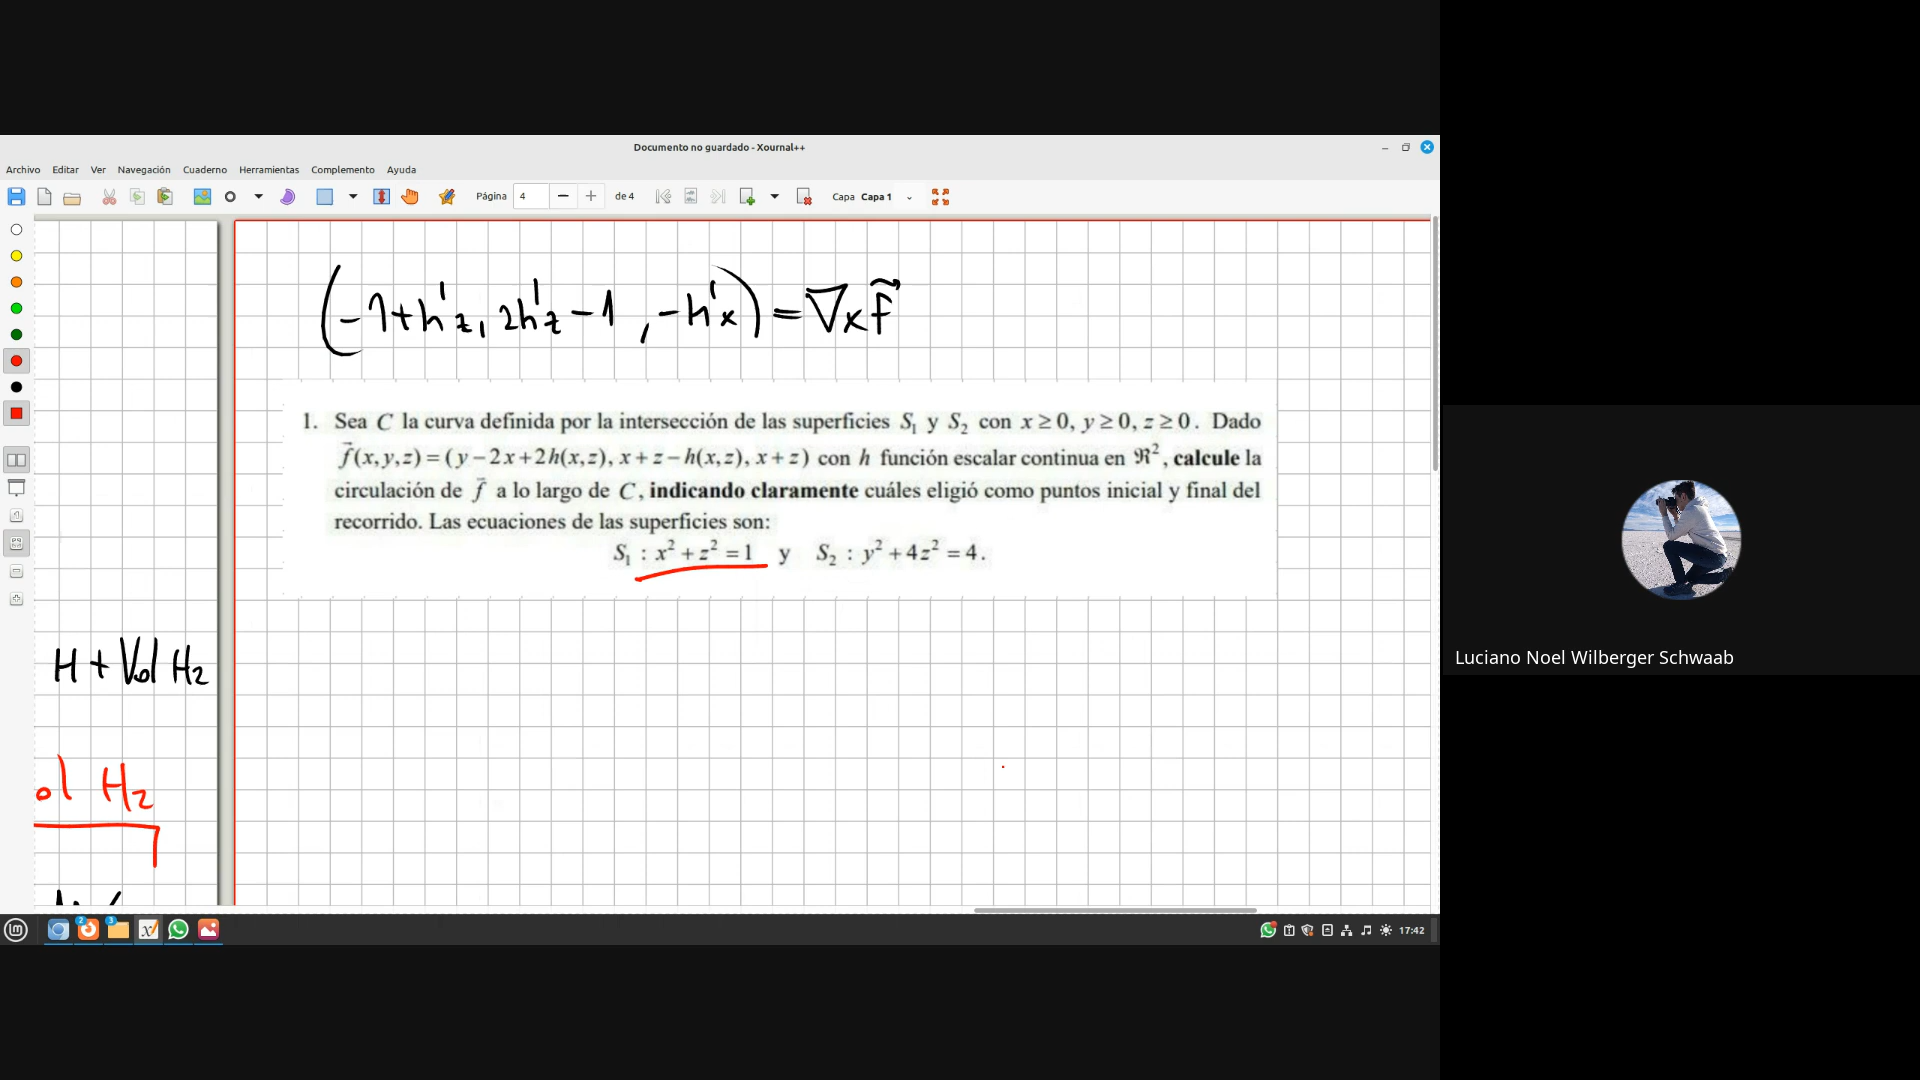 Documento no guardado - Xournal++
Archivo Editar Ver Navegación Cuaderno Herramientas Complemento Ayuda
Página 4 de 4 Capa Capa 1
(-1+h'z, 2h'z-1, -h'x) = ∇x f⃗
1. Sea C la curva definida por la intersección de las superficies S₁ y S₂ con x ≥ 0, y ≥ 0, z ≥ 0. Dado
f⃗(x,y,z) = (y−2x+2h(x,z), x+z−h(x,z), x+z) con h función escalar continua en ℜ², calcule la
circulación de f⃗ a lo largo de C, indicando claramente cuáles eligió como puntos inicial y final del
recorrido. Las ecuaciones de las superficies son:
S₁ : x² + z² = 1 y S₂ : y² + 4z² = 4.
H + Vol H₂
ol H₂
Luciano Noel Wilberger Schwaab
2 3
17:42